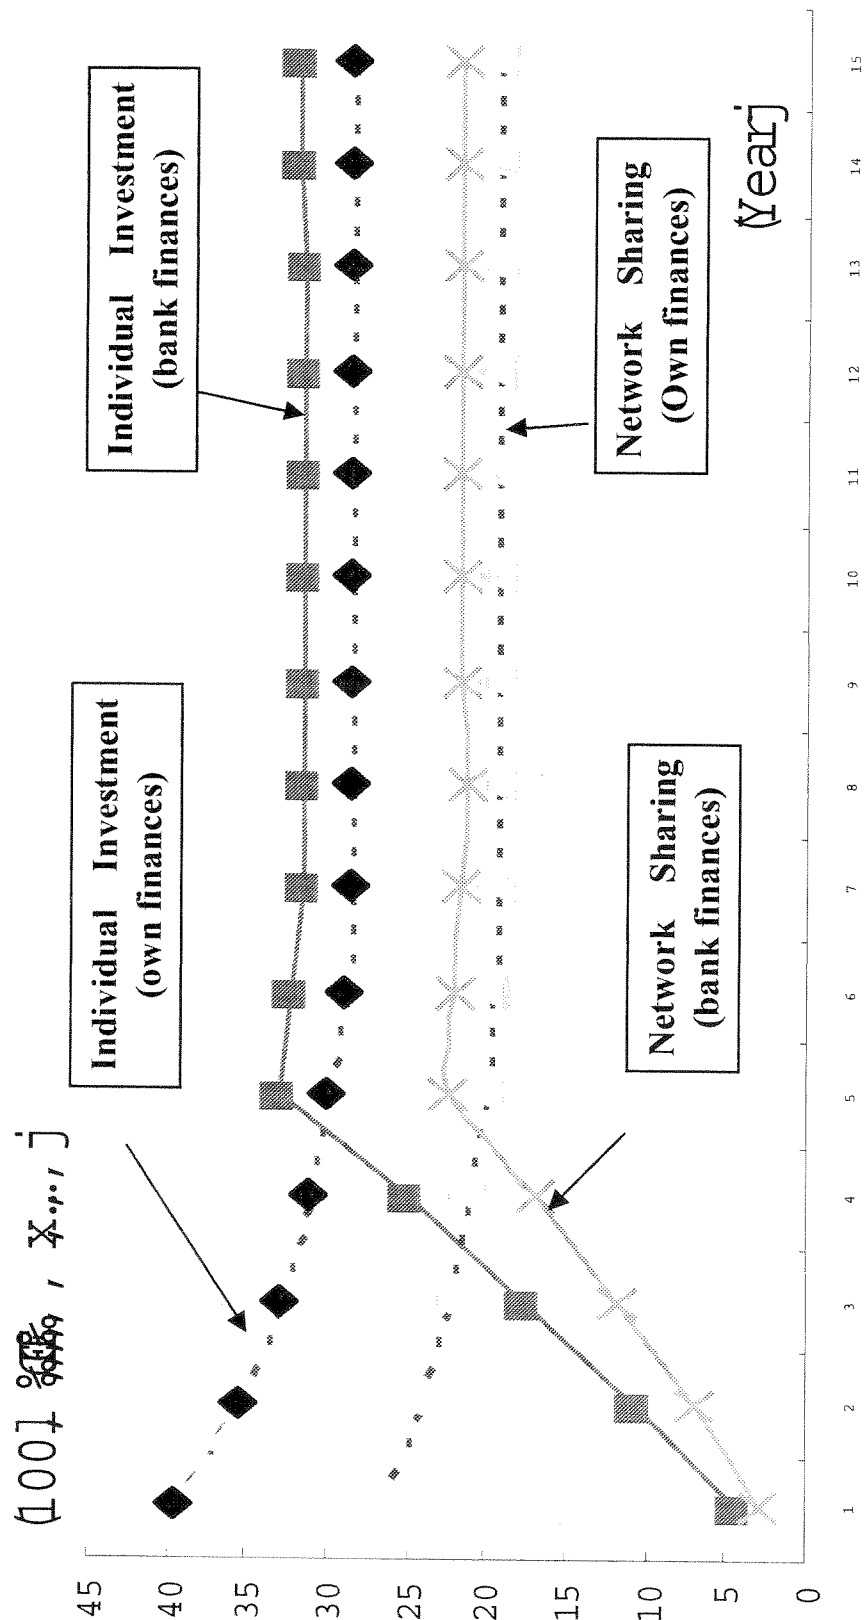 45
40
35
30
25
20
15
10
5
0
Individual Investment
(own finances)
Individual Investment
(bank finances)
Network Sharing
(bank finances)
Network Sharing
(Own finances)
1 2 3 4 5 6 7 8 9 10 11 12 13 14 15
(Yearj